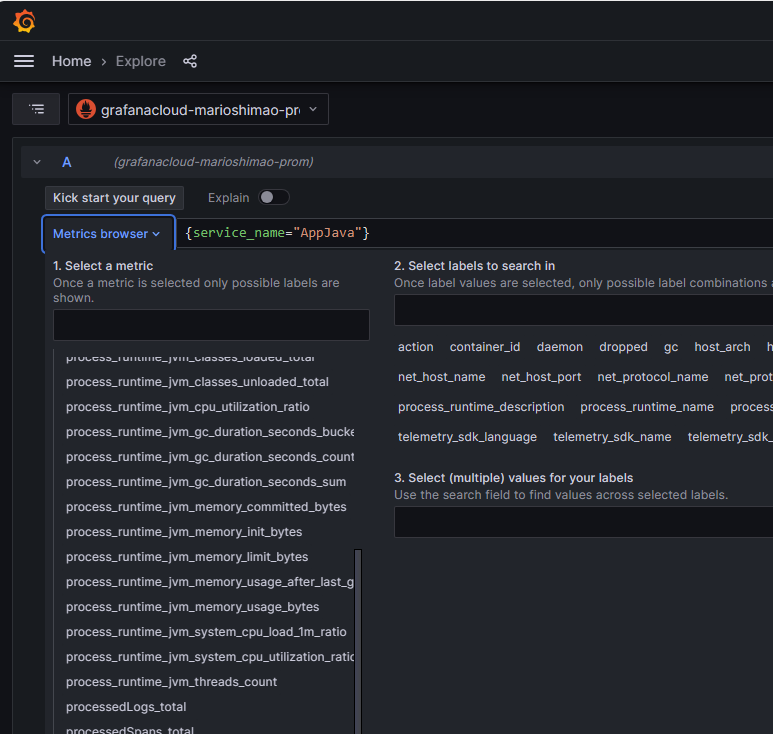 Home › Explore
grafanacloud-marioshimao-pr
A (grafanacloud-marioshimao-prom)
Kick start your query Explain
Metrics browser {service_name="AppJava"}
1. Select a metric
Once a metric is selected only possible labels are
shown.
process_runtime_jvm_classes_loaded_total
process_runtime_jvm_classes_unloaded_total
process_runtime_jvm_cpu_utilization_ratio
process_runtime_jvm_gc_duration_seconds_bucke
process_runtime_jvm_gc_duration_seconds_count
process_runtime_jvm_gc_duration_seconds_sum
process_runtime_jvm_memory_committed_bytes
process_runtime_jvm_memory_init_bytes
process_runtime_jvm_memory_limit_bytes
process_runtime_jvm_memory_usage_after_last_g
process_runtime_jvm_memory_usage_bytes
process_runtime_jvm_system_cpu_load_1m_ratio
process_runtime_jvm_system_cpu_utilization_ratio
process_runtime_jvm_threads_count
processedLogs_total
processedSpans_total
2. Select labels to search in
Once label values are selected, only possible label combinations a
action container_id daemon dropped gc host_arch h
net_host_name net_host_port net_protocol_name net_prot
process_runtime_description process_runtime_name process
telemetry_sdk_language telemetry_sdk_name telemetry_sdk_
3. Select (multiple) values for your labels
Use the search field to find values across selected labels.